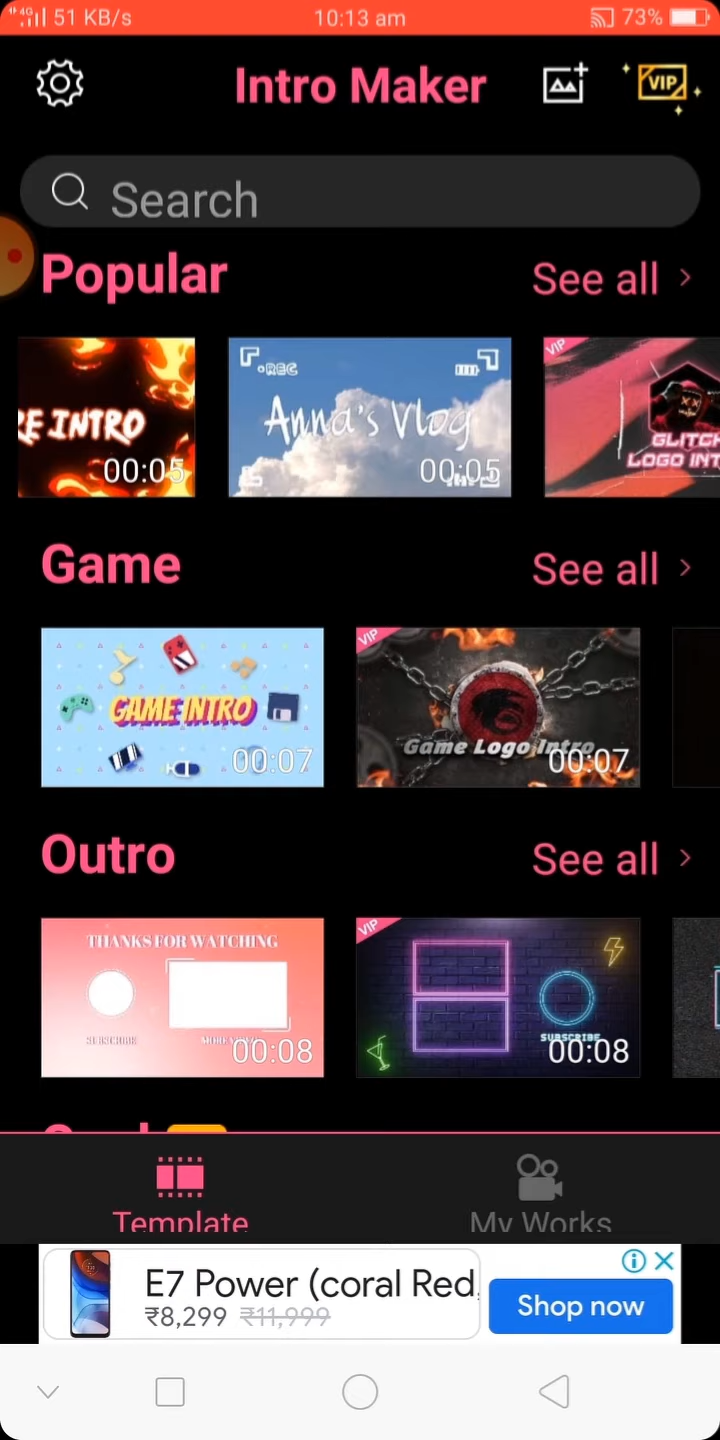 4G 51 KB/s 10:13 am 73%
Intro Maker VIP
Search
Popular See all >
RE INTRO
00:05
REC
Anna's Vlog
00:05
VIP
GLITCH
LOGO INT
Game See all >
GAME INTRO
00:07
VIP
Game Logo Intro
00:07
Outro See all >
THANKS FOR WATCHING
SUBSCRIBE
00:08
VIP
SUBSCRIBE
00:08
Template My Works
E7 Power (coral Red,
₹8,299 ₹11,999
Shop now